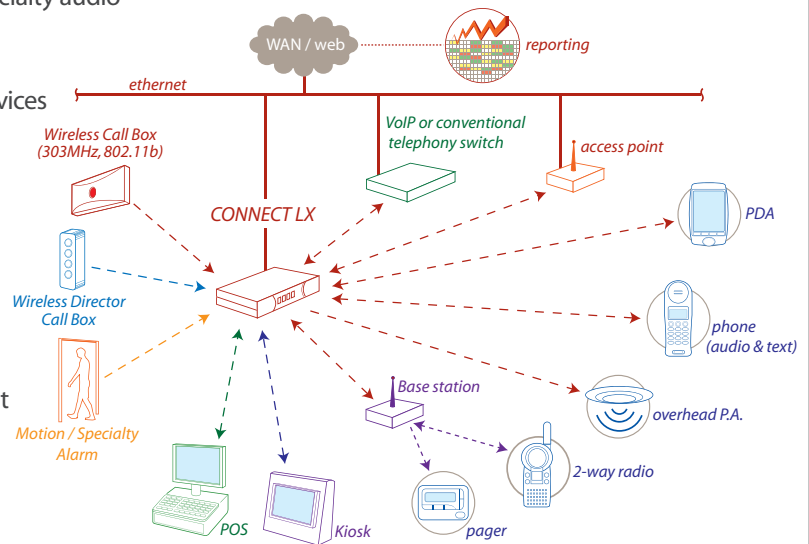 cialty audio
WAN / web
reporting
ethernet
vices
Wireless Call Box
(303MHz, 802.11b)
VoIP or conventional
telephony switch
access point
CONNECT LX
PDA
Wireless Director
Call Box
phone
(audio & text)
Base station
t
overhead P.A.
Motion / Specialty
Alarm
2-way radio
POS
Kiosk
pager